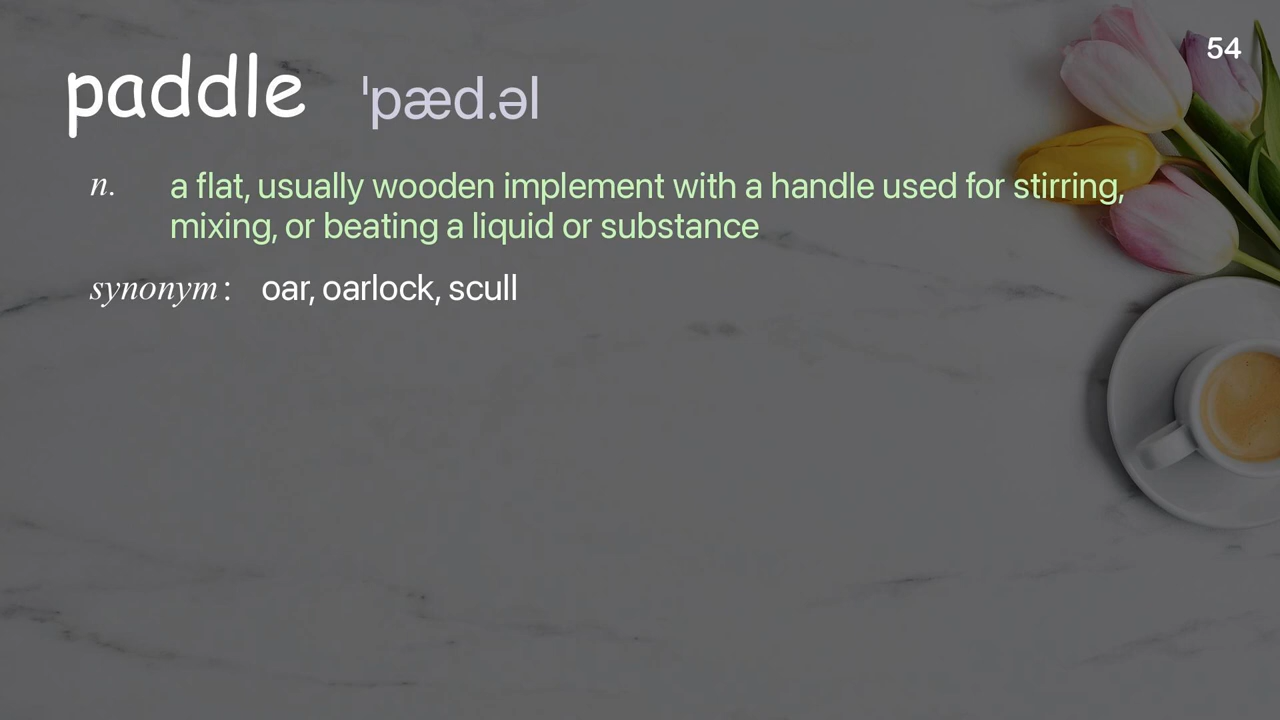 54
paddle ˈpæd.əl
n. a flat, usually wooden implement with a handle used for stirring,
mixing, or beating a liquid or substance
synonym: oar, oarlock, scull